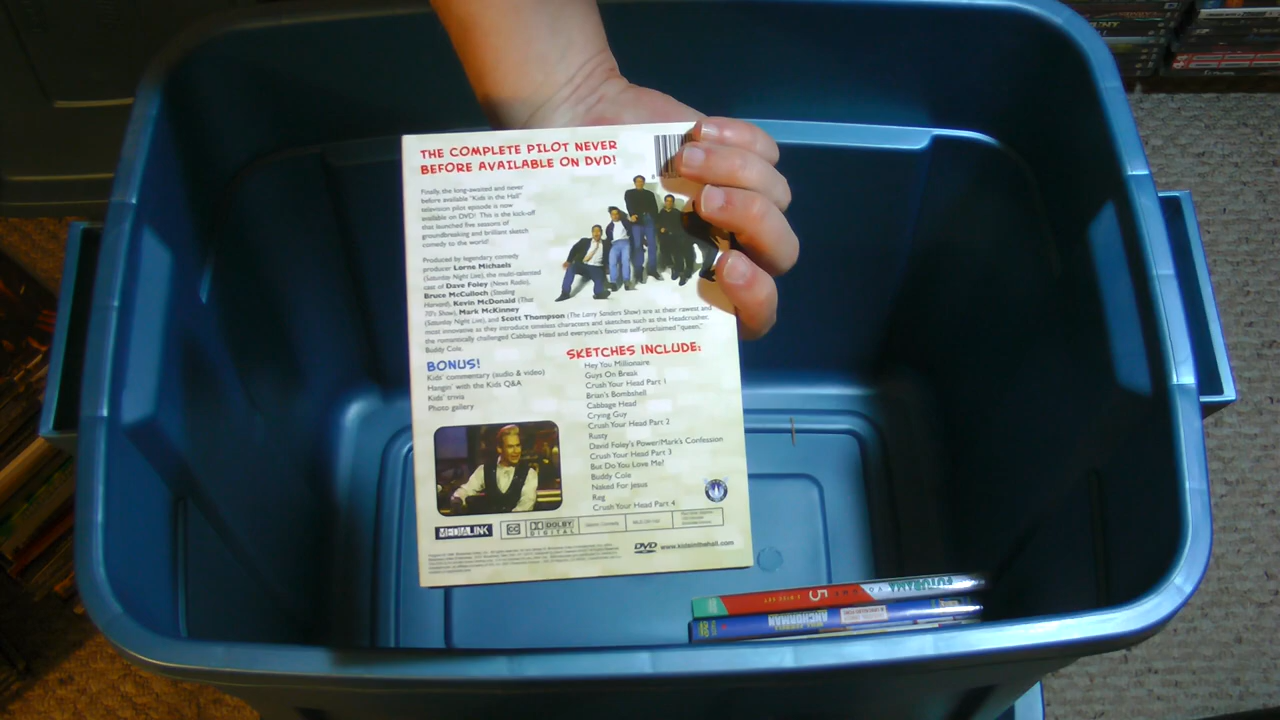 THE COMPLETE PILOT NEVER
BEFORE AVAILABLE ON DVD!
Finally, the long-awaited and never
before available "Kids in the Hall"
television pilot episode is now
available on DVD! This is the kick-off
that launched five seasons of
groundbreaking and brilliant sketch
comedy to the world!
Produced by legendary comedy
producer Lorne Michaels
(Saturday Night Live), the multi-talented
cast of Dave Foley (News Radio),
Bruce McCulloch (Stealing
Harvard), Kevin McDonald (That
70's Show), Mark McKinney
(Saturday Night Live), and Scott Thompson (The Larry Sanders Show) are at their rawest and
most innovative as they introduce timeless characters and sketches such as the Headcrusher,
the romantically challenged Cabbage Head and everyone's favorite self-proclaimed "queen,"
Buddy Cole.
BONUS!
Kids' commentary (audio & video)
Hangin' with the Kids Q&A
Kids' trivia
Photo gallery
SKETCHES INCLUDE:
Hey You Millionaire
Guys On Break
Crush Your Head Part 1
Brian's Bombshell
Cabbage Head
Crying Guy
Crush Your Head Part 2
Rusty
David Foley's Power/Mark's Confession
Crush Your Head Part 3
But Do You Love Me?
Buddy Cole
Naked For Jesus
Reg
Crush Your Head Part 4
MEDIALINK
CC
DOLBY
DIGITAL
DVD
www.kidsinthehall.com
FUTURAMA VOLUME 5
ANCHORMAN
DVD